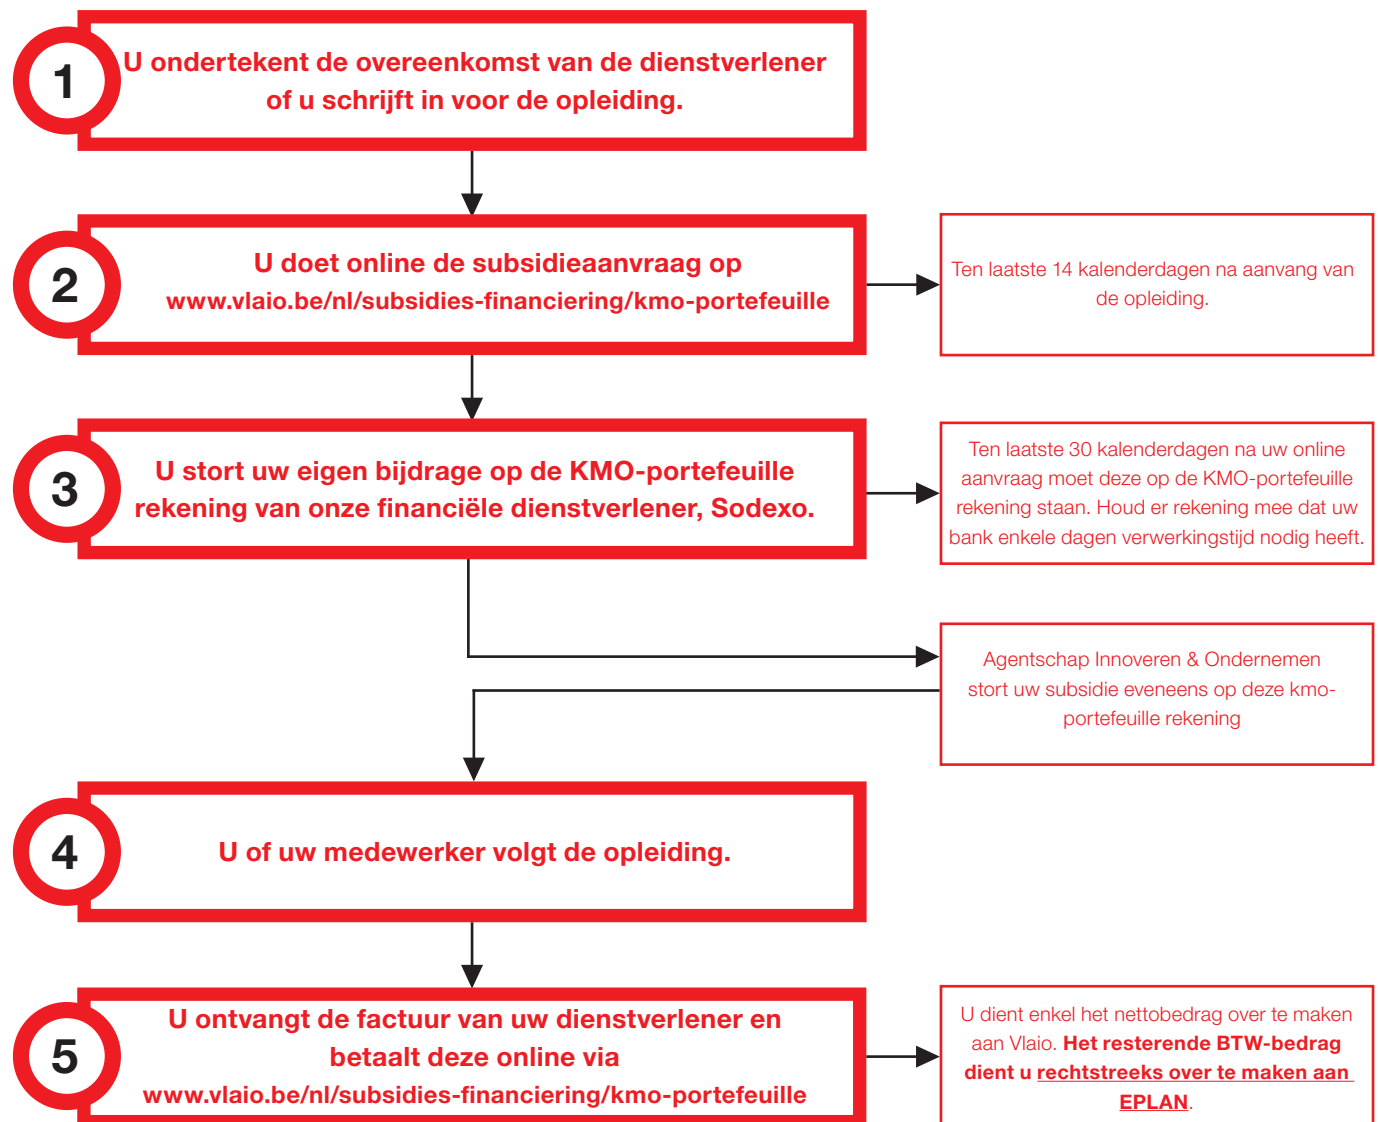 1
U ondertekent de overeenkomst van de dienstverlener
of u schrijft in voor de opleiding.
2
U doet online de subsidieaanvraag op
www.vlaio.be/nl/subsidies-financiering/kmo-portefeuille
Ten laatste 14 kalenderdagen na aanvang van
de opleiding.
3
U stort uw eigen bijdrage op de KMO-portefeuille
rekening van onze financiële dienstverlener, Sodexo.
Ten laatste 30 kalenderdagen na uw online
aanvraag moet deze op de KMO-portefeuille
rekening staan. Houd er rekening mee dat uw
bank enkele dagen verwerkingstijd nodig heeft.
Agentschap Innoveren & Ondernemen
stort uw subsidie eveneens op deze kmo-
portefeuille rekening
4
U of uw medewerker volgt de opleiding.
5
U ontvangt de factuur van uw dienstverlener en
betaalt deze online via
www.vlaio.be/nl/subsidies-financiering/kmo-portefeuille
U dient enkel het nettobedrag over te maken
aan Vlaio. Het resterende BTW-bedrag
dient u rechtstreeks over te maken aan
EPLAN.